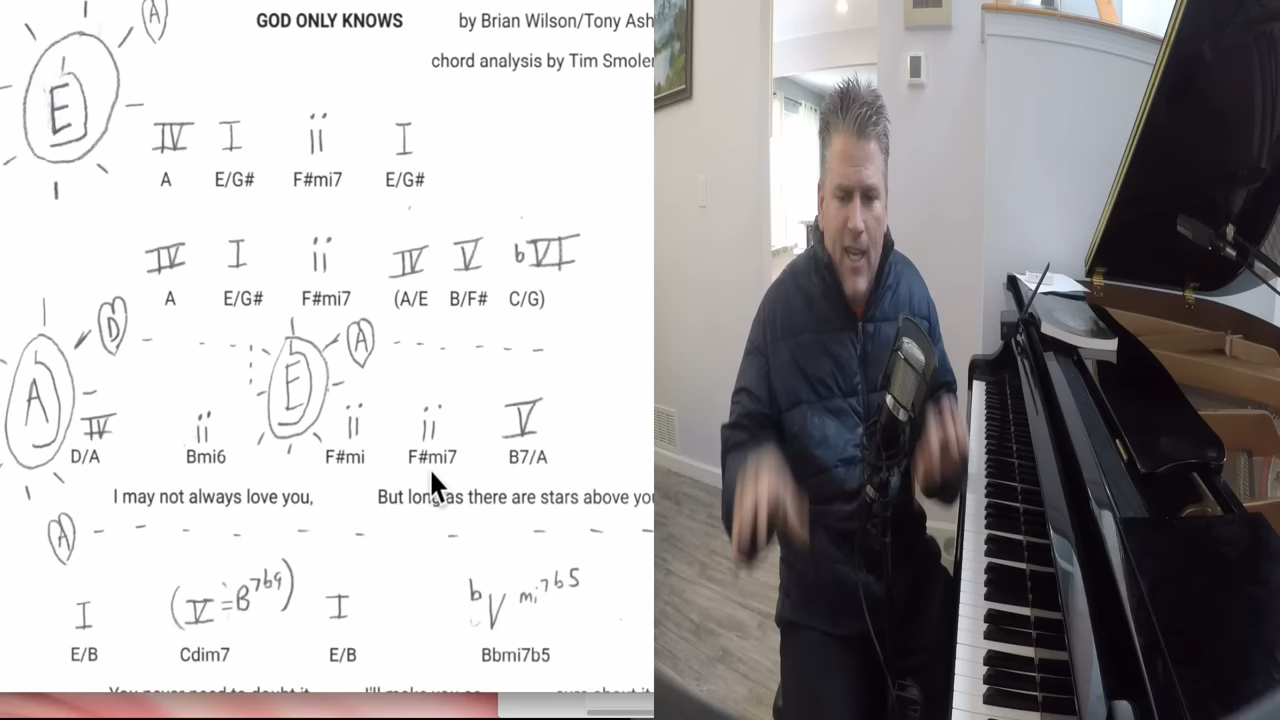 A
GOD ONLY KNOWS by Brian Wilson/Tony Ash
E chord analysis by Tim Smoler
IV I ii I
A E/G# F#mi7 E/G#
IV I ii IV V bVI
A E/G# F#mi7 (A/E B/F# C/G)
D A
A E
IV ii ii ii V
D/A Bmi6 F#mi F#mi7 B7/A
I may not always love you, But long as there are stars above you
A
I (V=B7b9) I bV mi7b5
E/B Cdim7 E/B Bbmi7b5